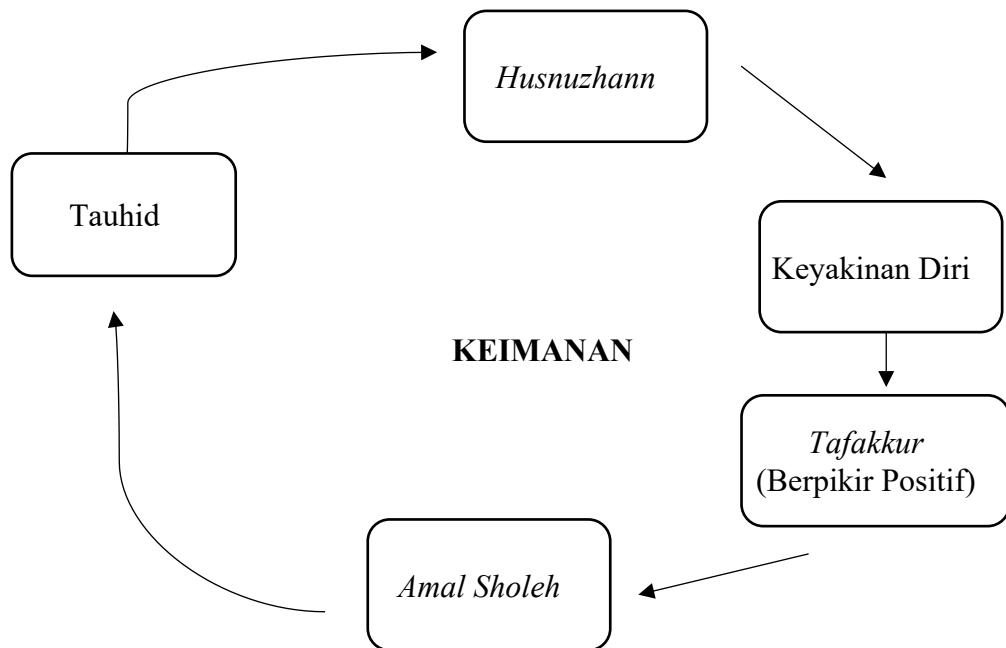 Husnuzhann
Tauhid
Keyakinan Diri
KEIMANAN
Tafakkur
(Berpikir Positif)
Amal Sholeh